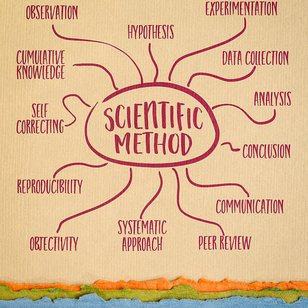 OBSERVATION
EXPERIMENTATION
HYPOTHESIS
CUMULATIVE
KNOWLEDGE
DATA COLLECTION
SELF
CORRECTING
ANALYSIS
SCIENTIFIC
METHOD
CONCLUSION
REPRODUCIBILITY
COMMUNICATION
OBJECTIVITY
SYSTEMATIC
APPROACH
PEER REVIEW